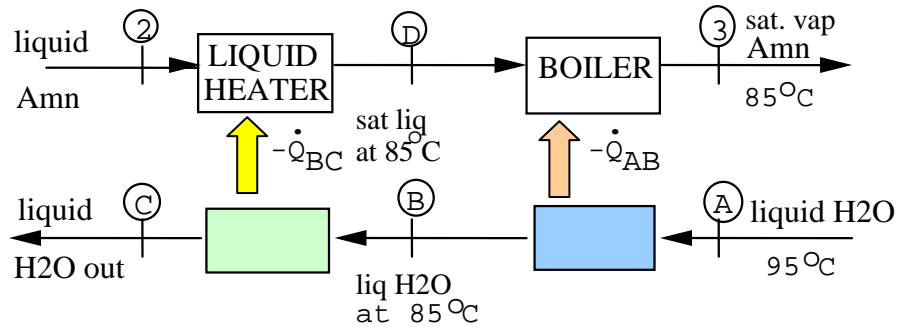 liquid
2
Amn
LIQUID
HEATER
D
sat liq
at 85°C
BOILER
3
sat. vap
Amn
85°C
-Q̇BC
-Q̇AB
liquid
C
H2O out
B
liq H2O
at 85°C
A
liquid H2O
95°C